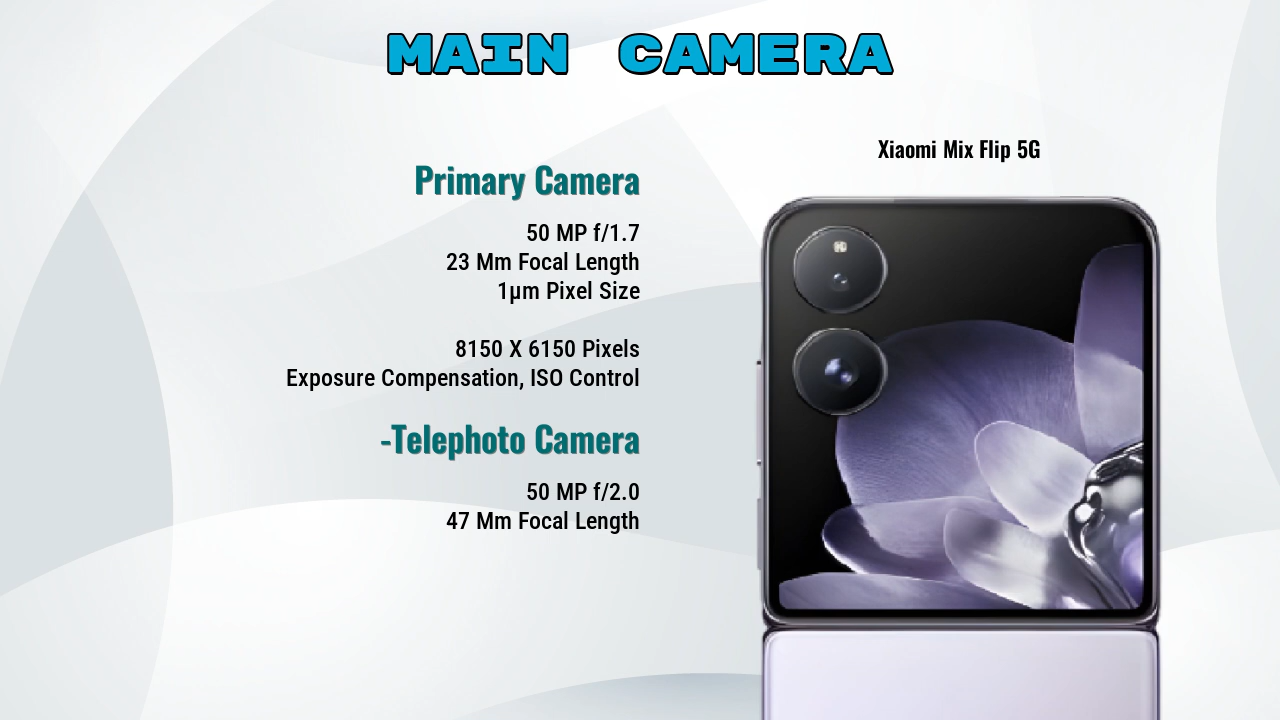 MAIN CAMERA
Xiaomi Mix Flip 5G
Primary Camera
50 MP f/1.7
23 Mm Focal Length
1µm Pixel Size
8150 X 6150 Pixels
Exposure Compensation, ISO Control
-Telephoto Camera
50 MP f/2.0
47 Mm Focal Length